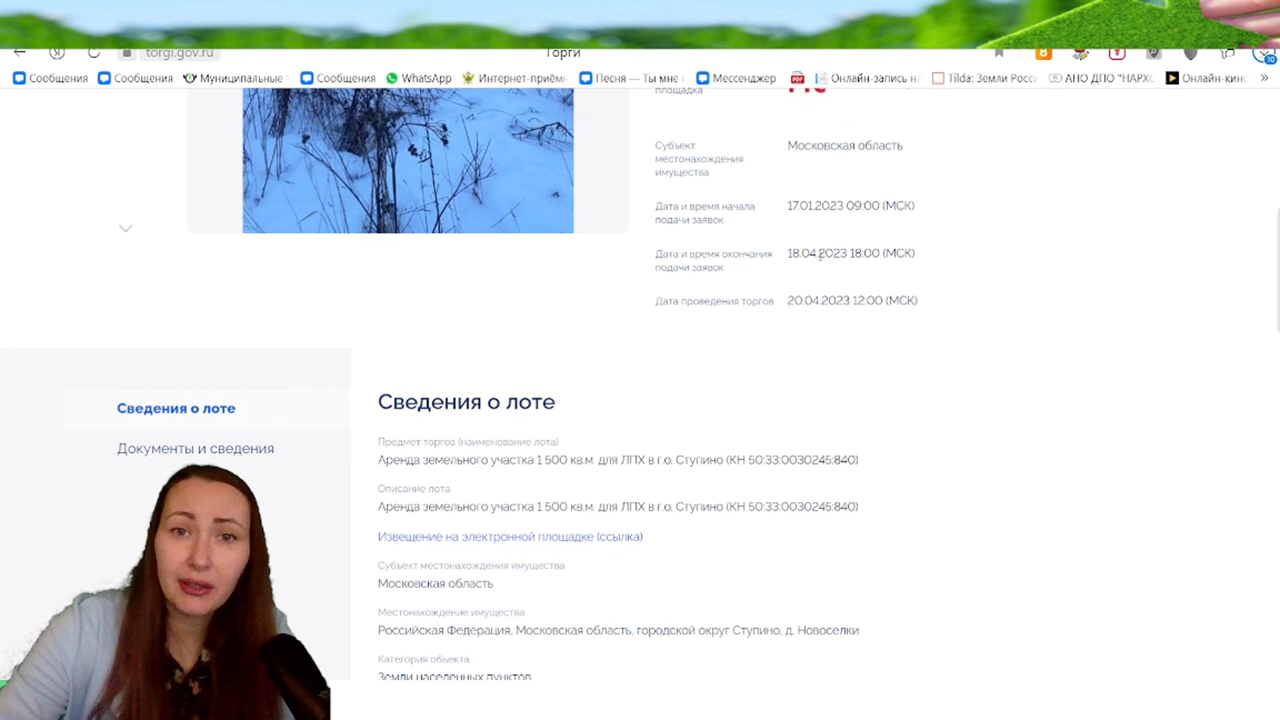 torgi.gov.ru
Торги
10
Сообщения
Сообщения
Муниципальные
Сообщения
WhatsApp
Интернет-приём
Песня — Ты мне
Мессенджер
Онлайн-запись на
Tilda: Земли Росс
АНО ДПО "НАРХ
Онлайн-кино
площадка
Субъект
местонахождения
имущества
Московская область
Дата и время начала
подачи заявок
17.01.2023 09:00 (МСК)
Дата и время окончания
подачи заявок
18.04.2023 18:00 (МСК)
Дата проведения торгов
20.04.2023 12:00 (МСК)
Сведения о лоте
Документы и сведения
Сведения о лоте
Предмет торгов (наименование лота)
Аренда земельного участка 1 500 кв.м. для ЛПХ в г.о. Ступино (КН 50:33:0030245:840)
Описание лота
Аренда земельного участка 1 500 кв.м. для ЛПХ в г.о. Ступино (КН 50:33:0030245:840)
Извещение на электронной площадке (ссылка)
Субъект местонахождения имущества
Московская область
Местонахождение имущества
Российская Федерация, Московская область, городской округ Ступино, д. Новоселки
Категория объекта
Земли населенных пунктов